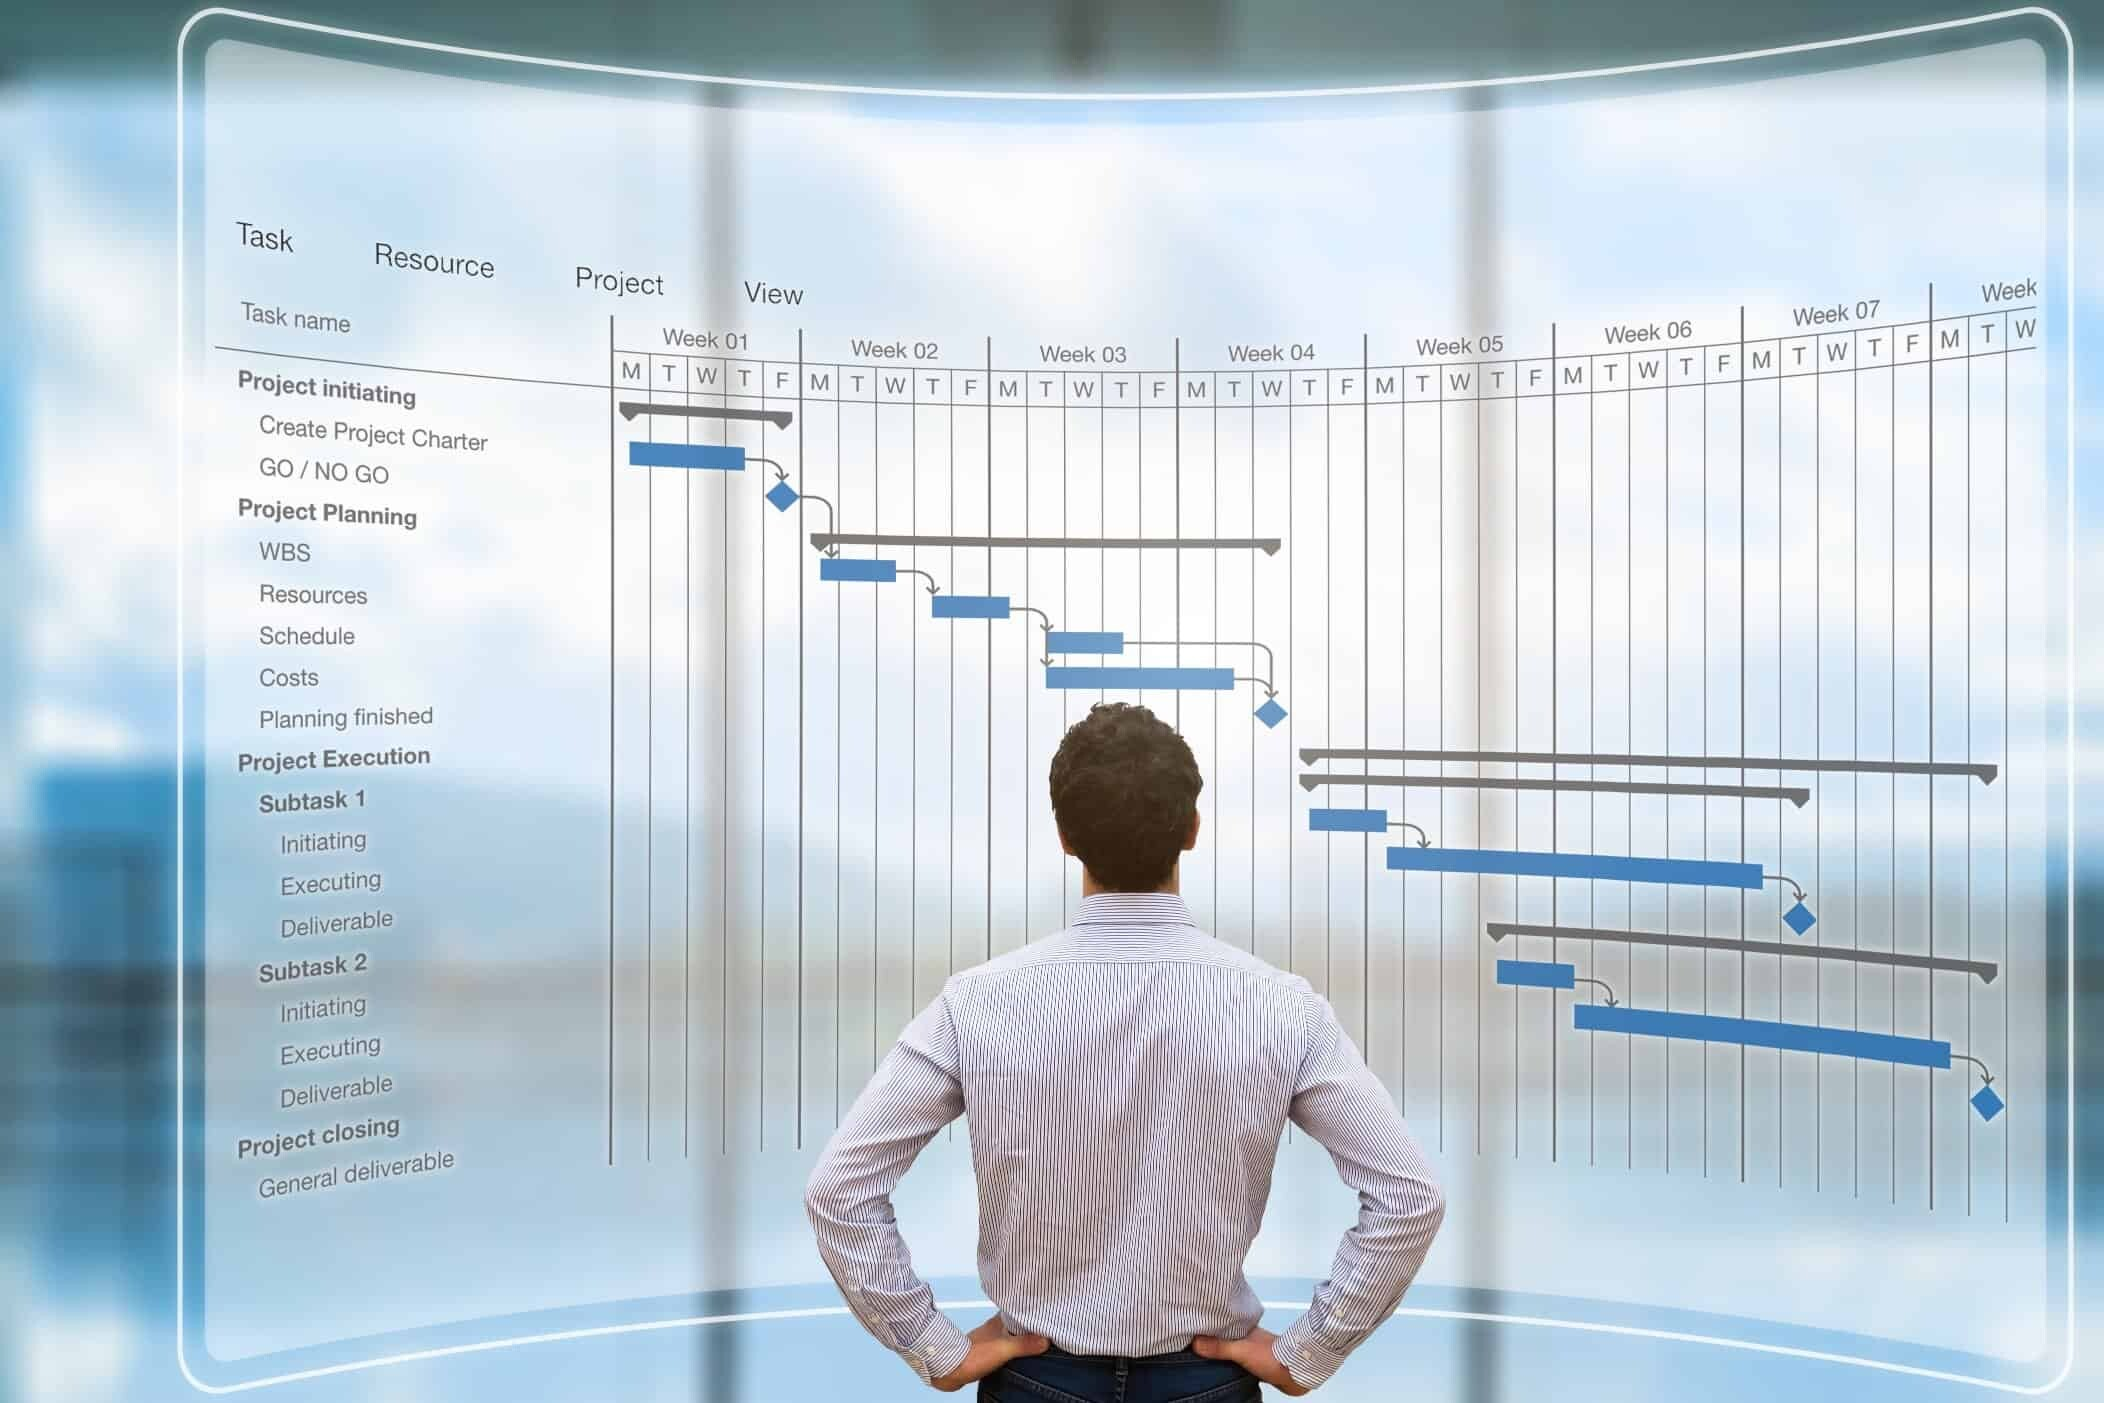 Task Resource Project View
Task name
Week 01 Week 02 Week 03 Week 04 Week 05 Week 06 Week 07 Week
M T W T F M T W T F M T W T F M T W T F M T W T F M T W T F M T W T F M T W
Project initiating
Create Project Charter
GO / NO GO
Project Planning
WBS
Resources
Schedule
Costs
Planning finished
Project Execution
Subtask 1
Initiating
Executing
Deliverable
Subtask 2
Initiating
Executing
Deliverable
Project closing
General deliverable